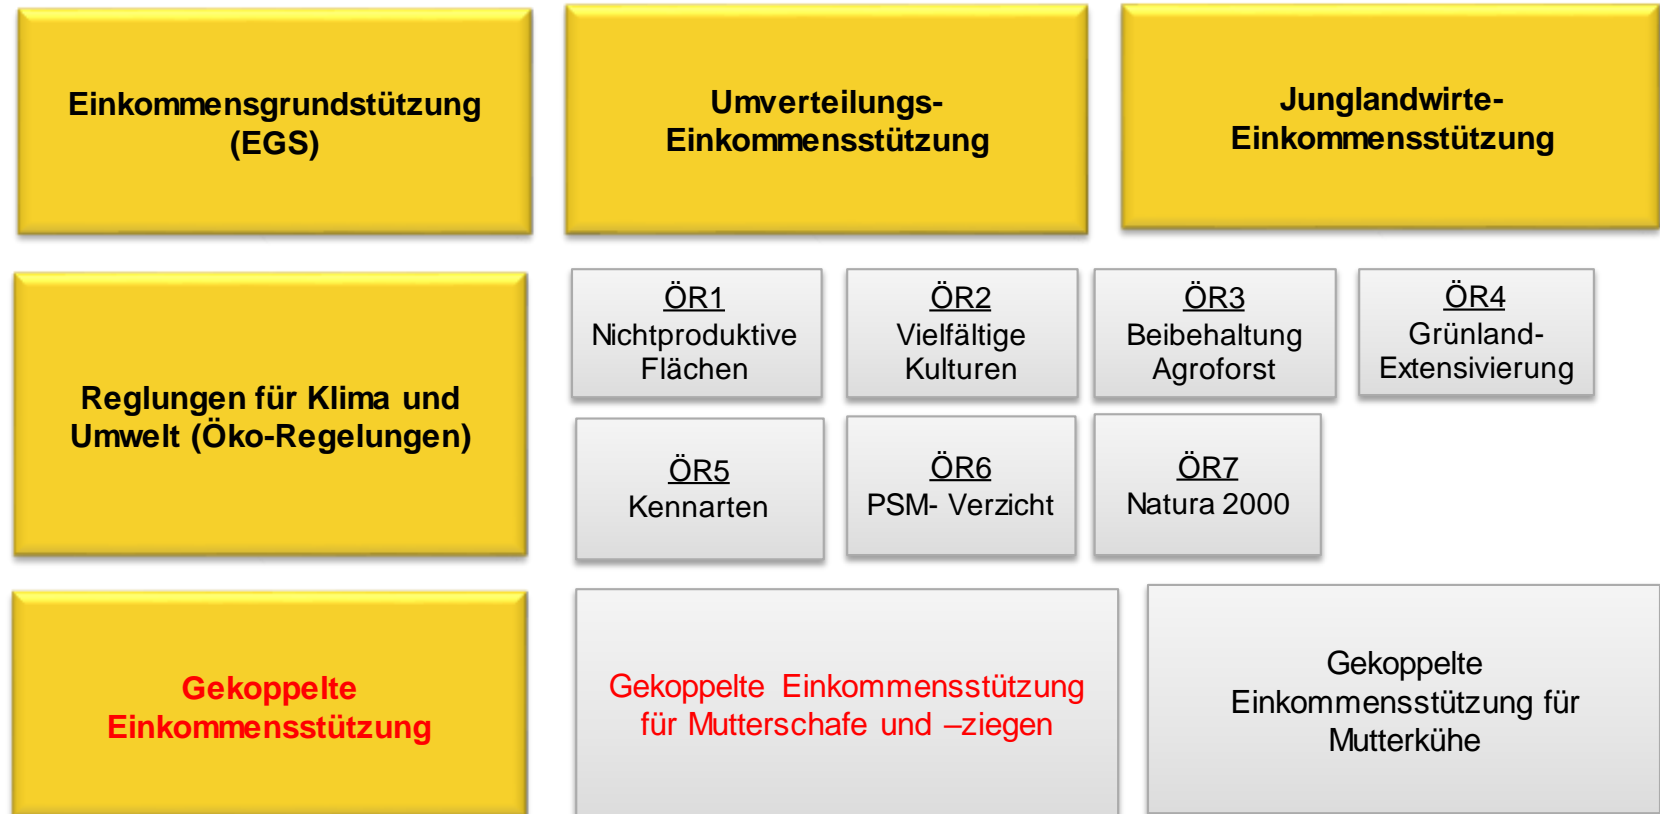 Einkommensgrundstützung
(EGS)
Umverteilungs-
Einkommensstützung
Junglandwirte-
Einkommensstützung
Reglungen für Klima und
Umwelt (Öko-Regelungen)
ÖR1
Nichtproduktive
Flächen
ÖR2
Vielfältige
Kulturen
ÖR3
Beibehaltung
Agroforst
ÖR4
Grünland-
Extensivierung
ÖR5
Kennarten
ÖR6
PSM- Verzicht
ÖR7
Natura 2000
Gekoppelte
Einkommensstützung
Gekoppelte Einkommensstützung
für Mutterschafe und –ziegen
Gekoppelte
Einkommensstützung für
Mutterkühe